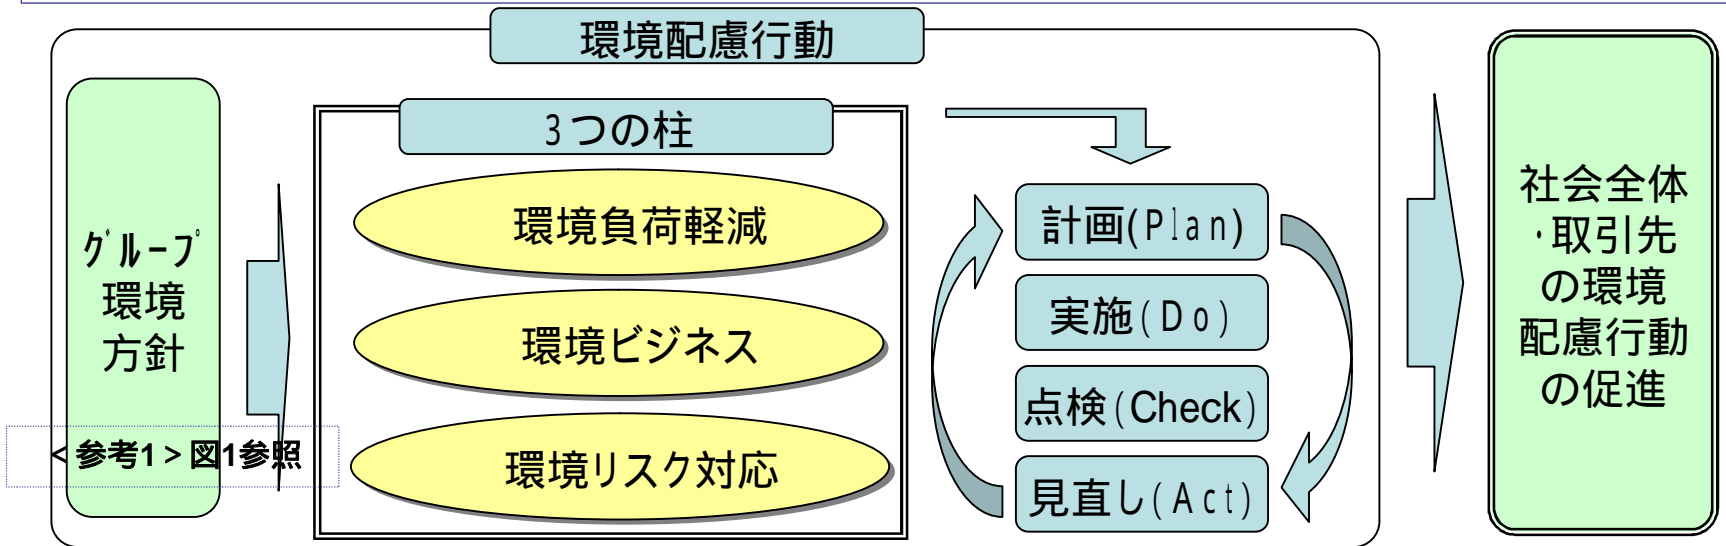 環境配慮行動
グループ
環境
方針
<参考1>図1参照
3つの柱
環境負荷軽減
環境ビジネス
環境リスク対応
計画(Plan)
実施(Do)
点検(Check)
見直し(Act)
社会全体
・取引先
の環境
配慮行動
の促進